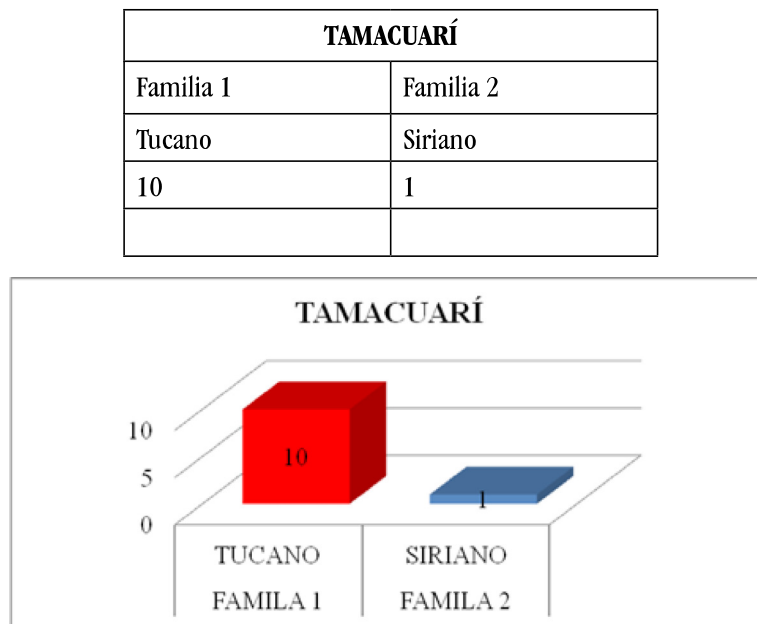 TAMACUARÍ
Familia 1 Familia 2
Tucano Siriano
10 1
TAMACUARÍ
10
5
0
10
1
TUCANO SIRIANO
FAMILA 1 FAMILA 2